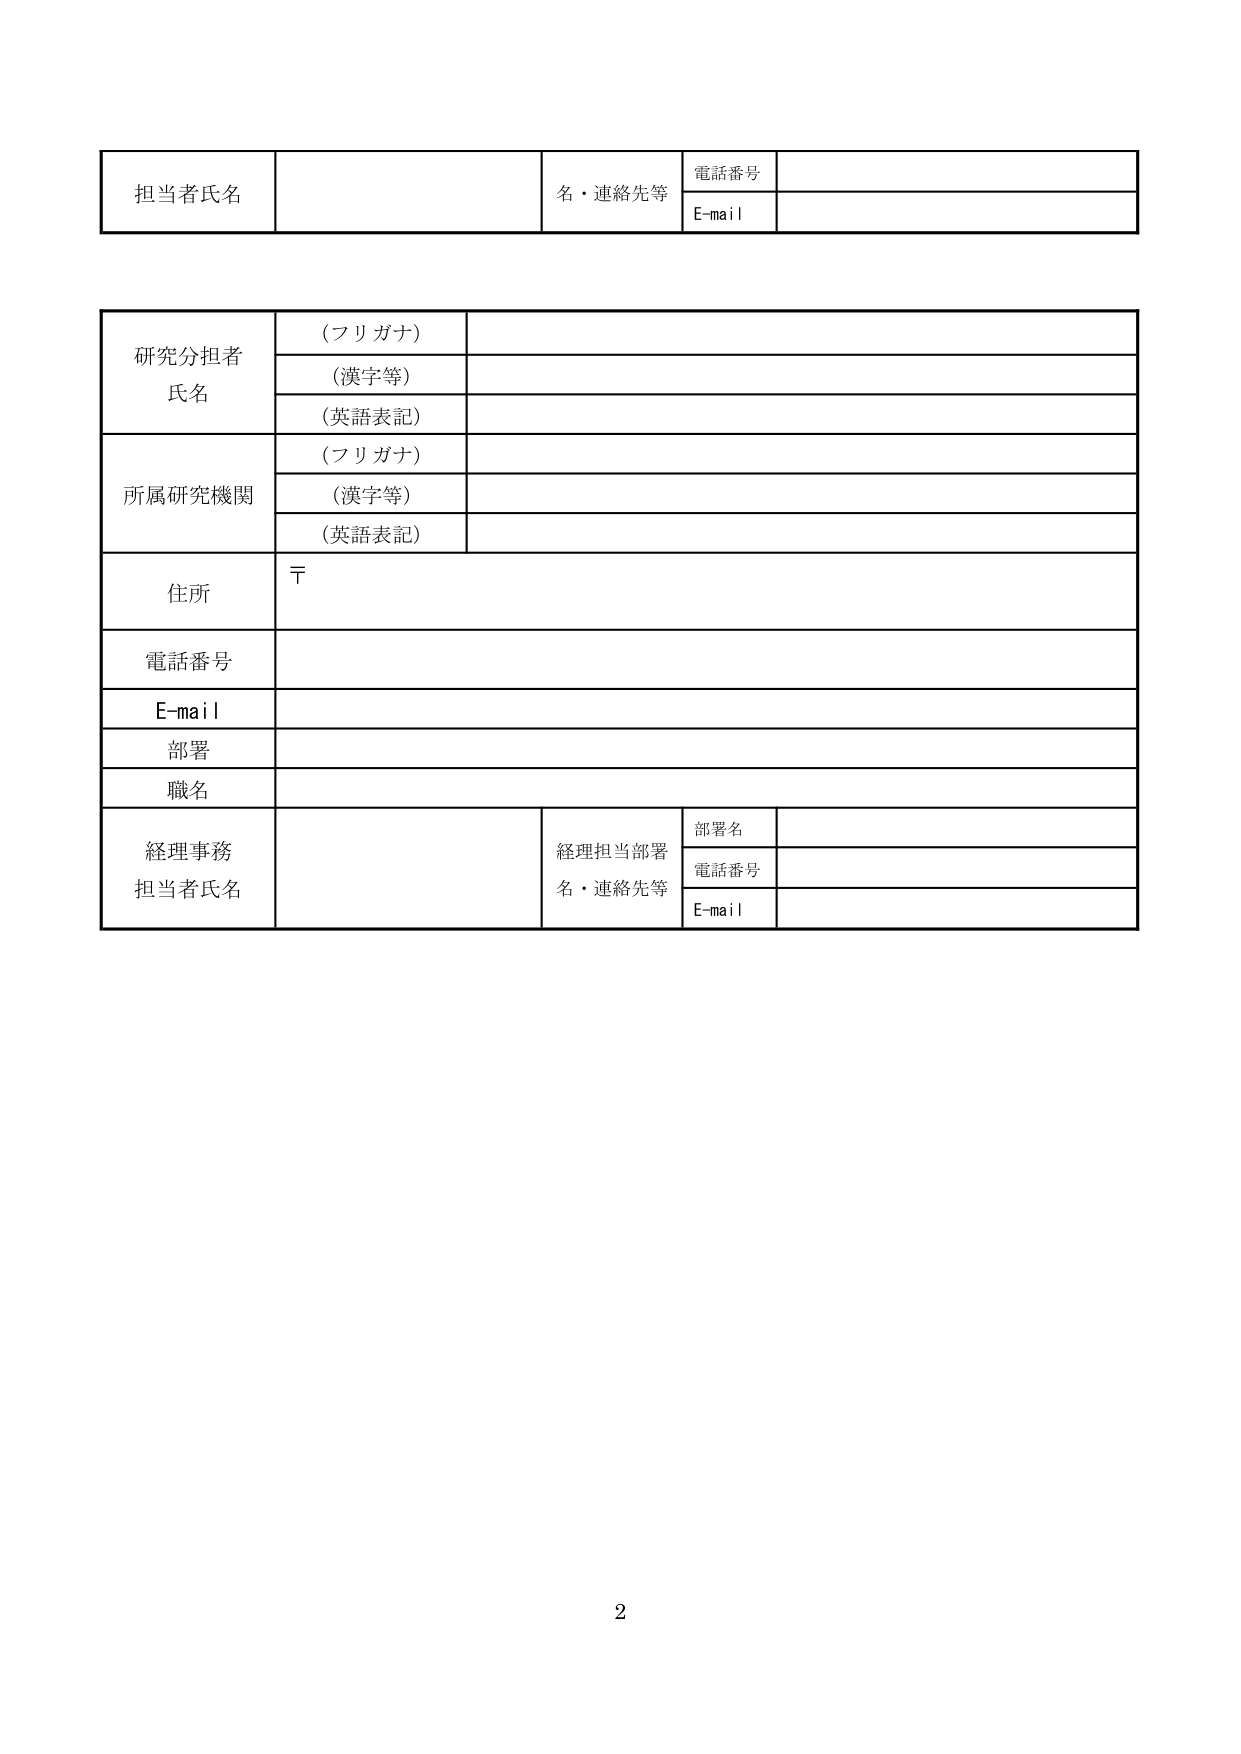 担当者氏名
名・連絡先等
電話番号
E-mail
研究分担者
氏名
(フリガナ)
(漢字等)
(英語表記)
所属研究機関
(フリガナ)
(漢字等)
(英語表記)
住所
〒
電話番号
E-mail
部署
職名
経理事務
担当者氏名
経理担当部署
名・連絡先等
部署名
電話番号
E-mail
2